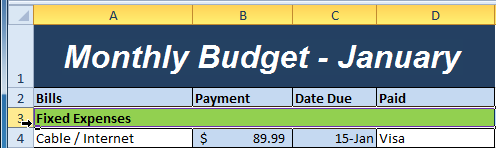 A B C D
1 Monthly Budget - January
2 Bills Payment Date Due Paid
3 Fixed Expenses
4 Cable / Internet $ 89.99 15-Jan Visa